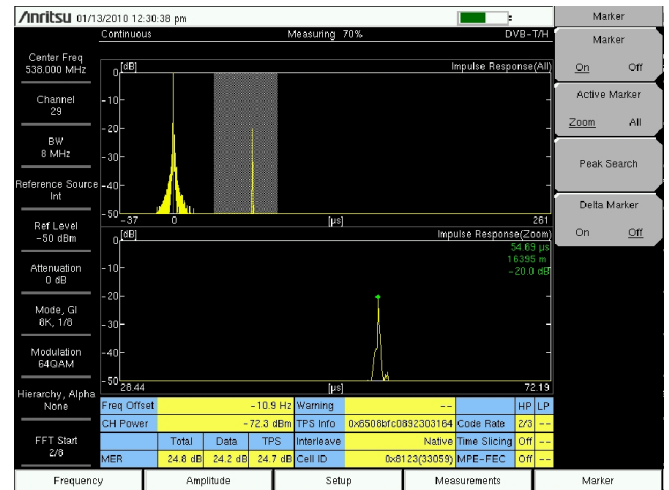 Anritsu 01/13/2010 12:30:38 pm
Marker
Continuous Measuring 70% DVB-T/H
Center Freq
538.000 MHz
Channel
29
BW
8 MHz
Reference Source
Int
Ref Level
-50 dBm
Attenuation
0 dB
Mode, GI
8K, 1/8
Modulation
64QAM
Hierarchy, Alpha
None
FFT Start
2/8
[dB] Impulse Response(All)
0
-10
-20
-30
-40
-50
-37 0 [µs] 261
[dB] Impulse Response(Zoom)
54.69 µs
16395 m
-20.0 dB
0
-10
-20
-30
-40
-50
28.44 [µs] 72.19
Freq Offset -10.9 Hz Warning -- HP LP
CH Power -72.3 dBm TPS Info 0x6508bfc0892303164 Code Rate 2/3 --
Total Data TPS Interleave Native Time Slicing Off --
MER 24.8 dB 24.2 dB 24.7 dB Cell ID 0x8123(33059) MPE-FEC Off --
Marker
On Off
Active Marker
Zoom All
Peak Search
Delta Marker
On Off
Frequency Amplitude Setup Measurements Marker